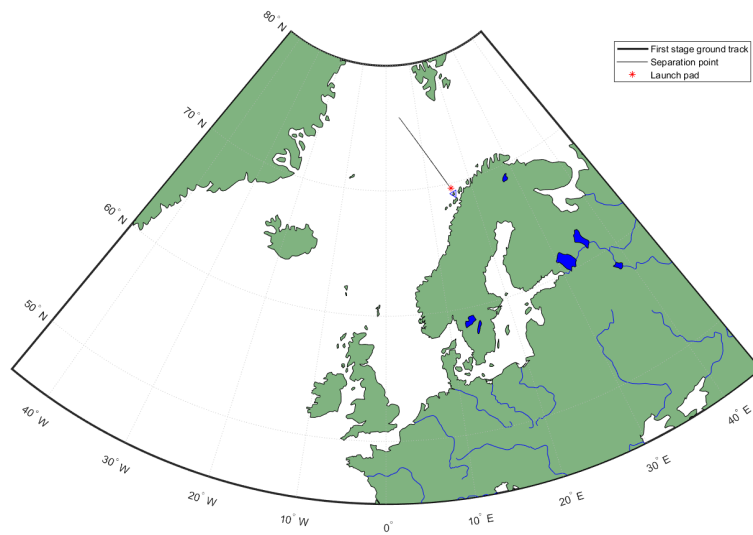 80° N
First stage ground track
Separation point
Launch pad
70° N
60° N
50° N
40° W
30° W
20° W
10° W
0°
10° E
20° E
30° E
40° E